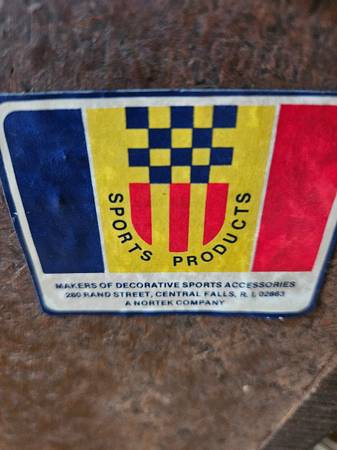 SPORTS PRODUCTS
MAKERS OF DECORATIVE SPORTS ACCESSORIES
280 RAND STREET, CENTRAL FALLS, R. I. 02863
A NORTEK COMPANY